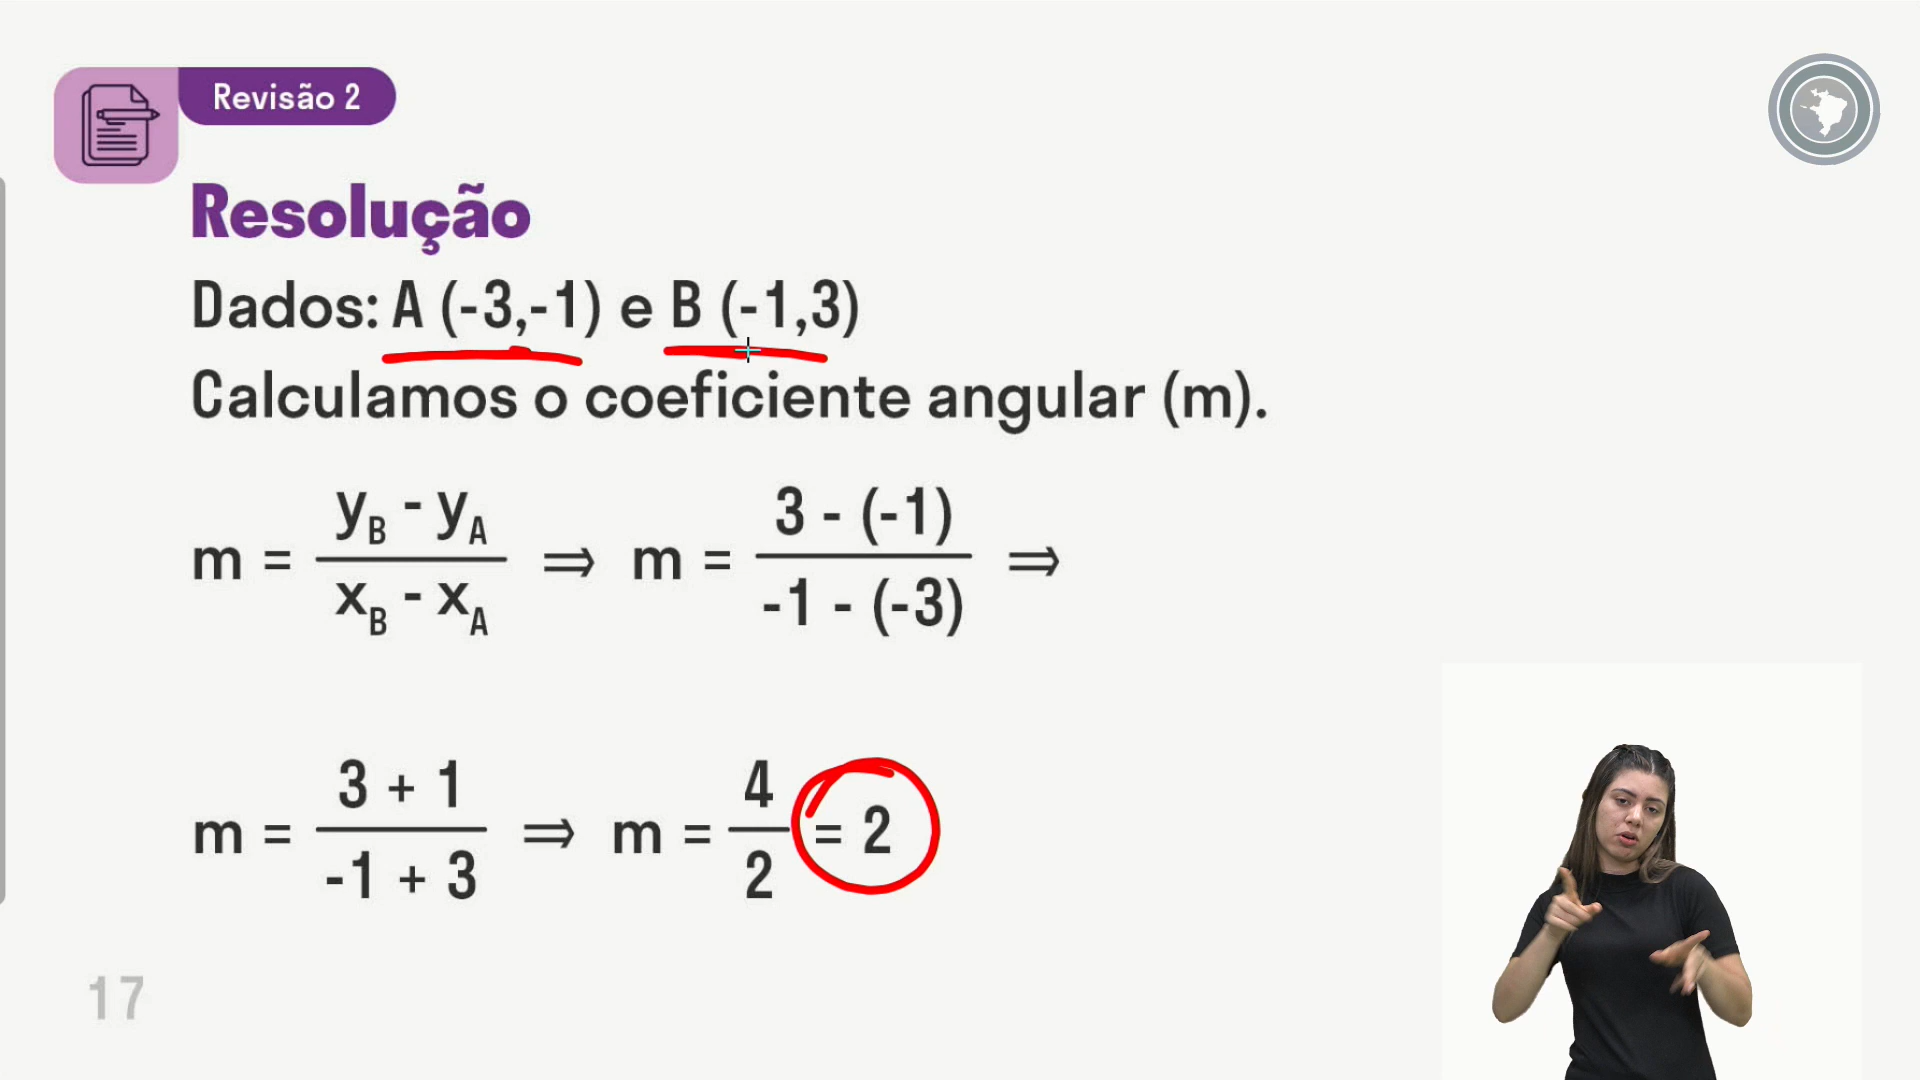 Revisão 2
Resolução
Dados: A (-3,-1) e B (-1,3)
Calculamos o coeficiente angular (m).
m = (y_B - y_A)/(x_B - x_A) ⇒ m = (3 - (-1))/(-1 - (-3)) ⇒
m = (3 + 1)/(-1 + 3) ⇒ m = 4/2 = 2
17